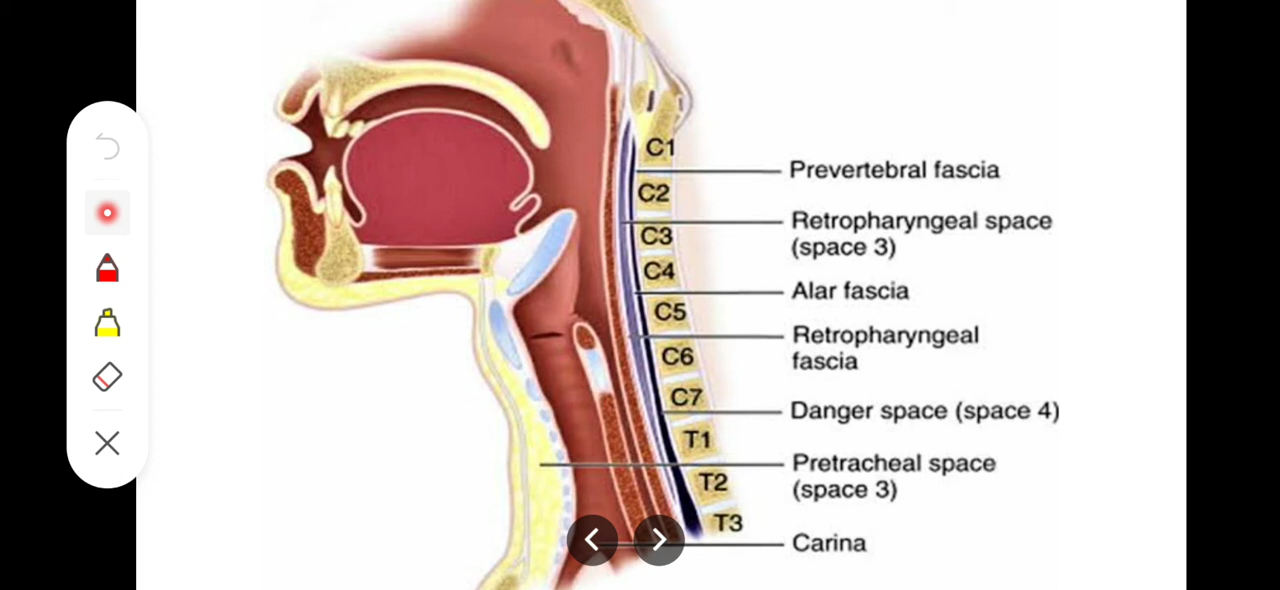 C1
Prevertebral fascia
C2
Retropharyngeal space
(space 3)
C3
C4
Alar fascia
C5
Retropharyngeal
fascia
C6
C7
Danger space (space 4)
T1
Pretracheal space
(space 3)
T2
T3
Carina